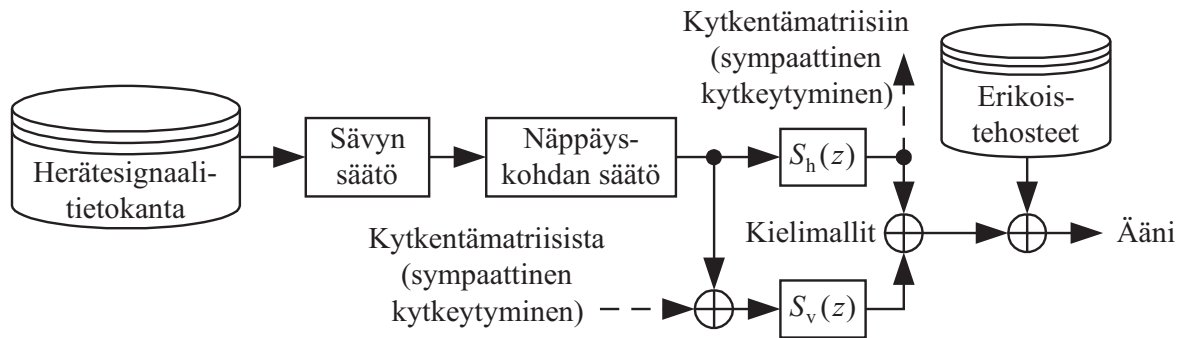 Kytkentämatriisiin
(sympaattinen
kytkeytyminen)
Erikois-
tehosteet
Herätesignaali-
tietokanta
Sävyn
säätö
Näppäys-
kohdan säätö
S_h(z)
Kytkentämatriisista
(sympaattinen
kytkeytyminen)
Kielimallit
Ääni
S_v(z)